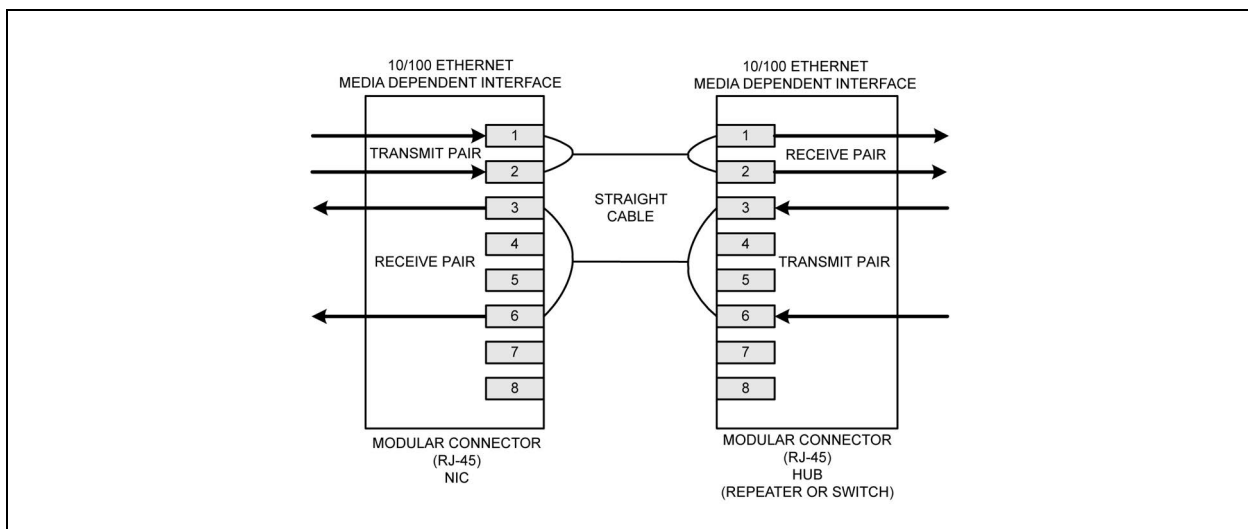 10/100 ETHERNET
MEDIA DEPENDENT INTERFACE
1
TRANSMIT PAIR
2
3
4
RECEIVE PAIR
5
6
7
8
MODULAR CONNECTOR
(RJ-45)
NIC
STRAIGHT
CABLE
10/100 ETHERNET
MEDIA DEPENDENT INTERFACE
1
RECEIVE PAIR
2
3
4
TRANSMIT PAIR
5
6
7
8
MODULAR CONNECTOR
(RJ-45)
HUB
(REPEATER OR SWITCH)